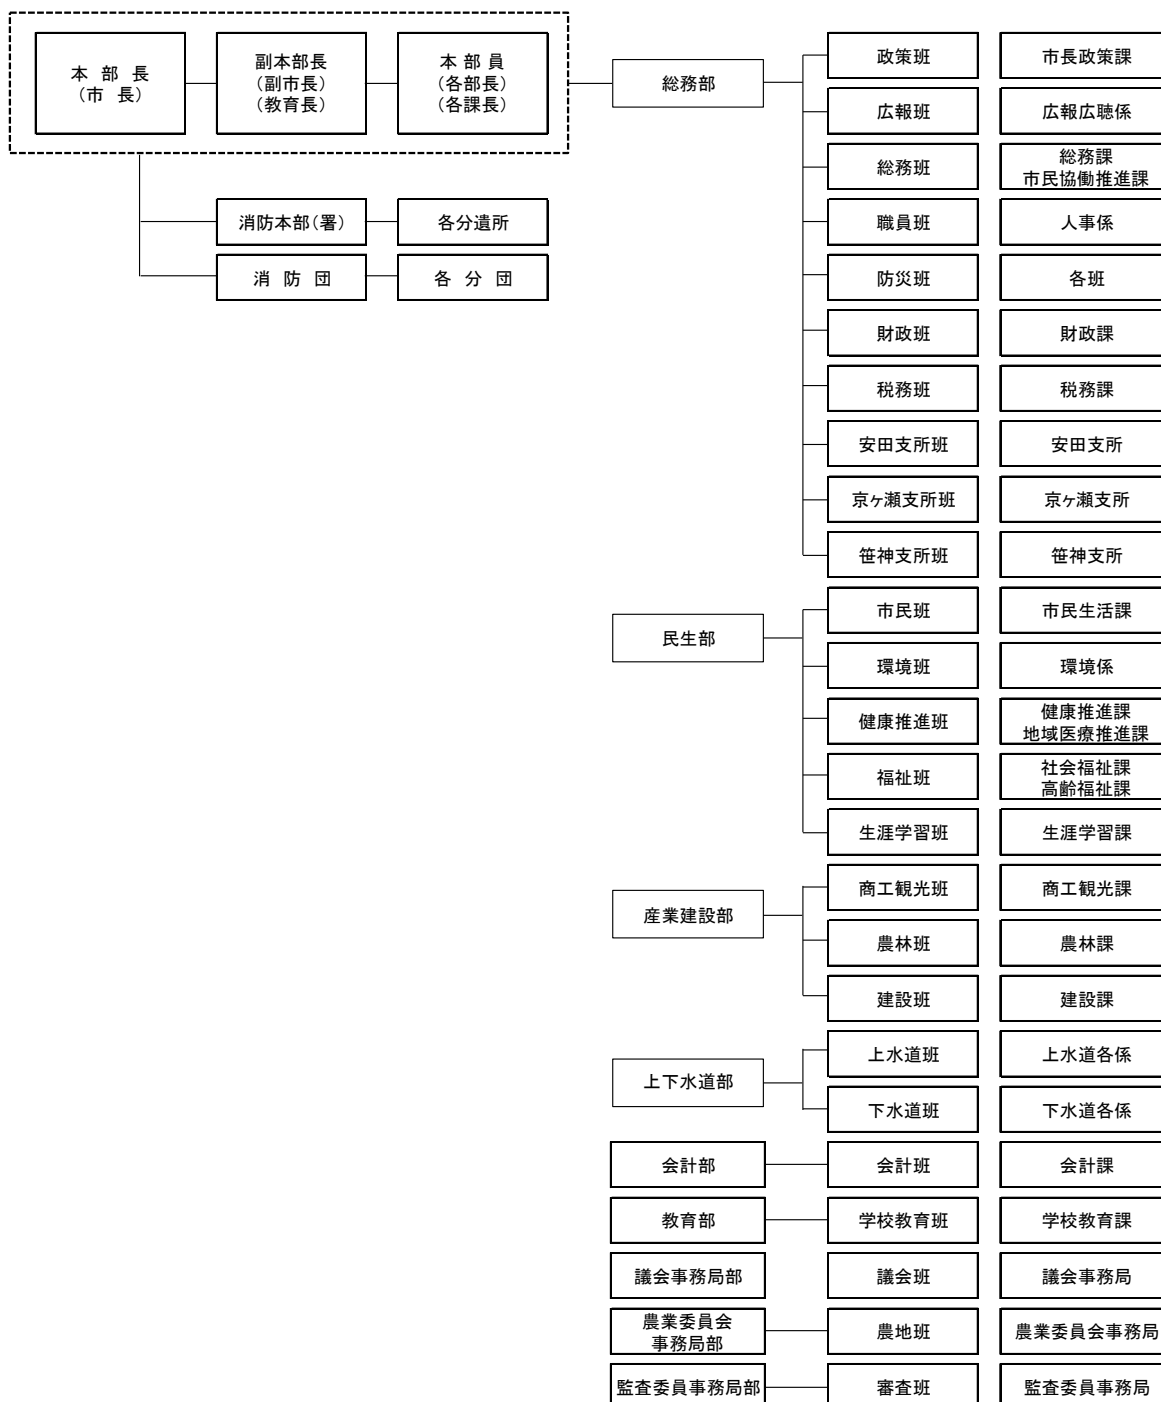 本 部 長
(市 長)
副本部長
(副市長)
(教育長)
本 部 員
(各部長)
(各課長)
消防本部(署)
各分遺所
消 防 団
各 分 団
総務部
政策班
市長政策課
広報班
広報広聴係
総務班
総務課
市民協働推進課
職員班
人事係
防災班
各班
財政班
財政課
税務班
税務課
安田支所班
安田支所
京ヶ瀬支所班
京ヶ瀬支所
笹神支所班
笹神支所
民生部
市民班
市民生活課
環境班
環境係
健康推進班
健康推進課
地域医療推進課
福祉班
社会福祉課
高齢福祉課
生涯学習班
生涯学習課
産業建設部
商工観光班
商工観光課
農林班
農林課
建設班
建設課
上下水道部
上水道班
上水道各係
下水道班
下水道各係
会計部
会計班
会計課
教育部
学校教育班
学校教育課
議会事務局部
議会班
議会事務局
農業委員会
事務局部
農地班
農業委員会事務局
監査委員事務局部
審査班
監査委員事務局